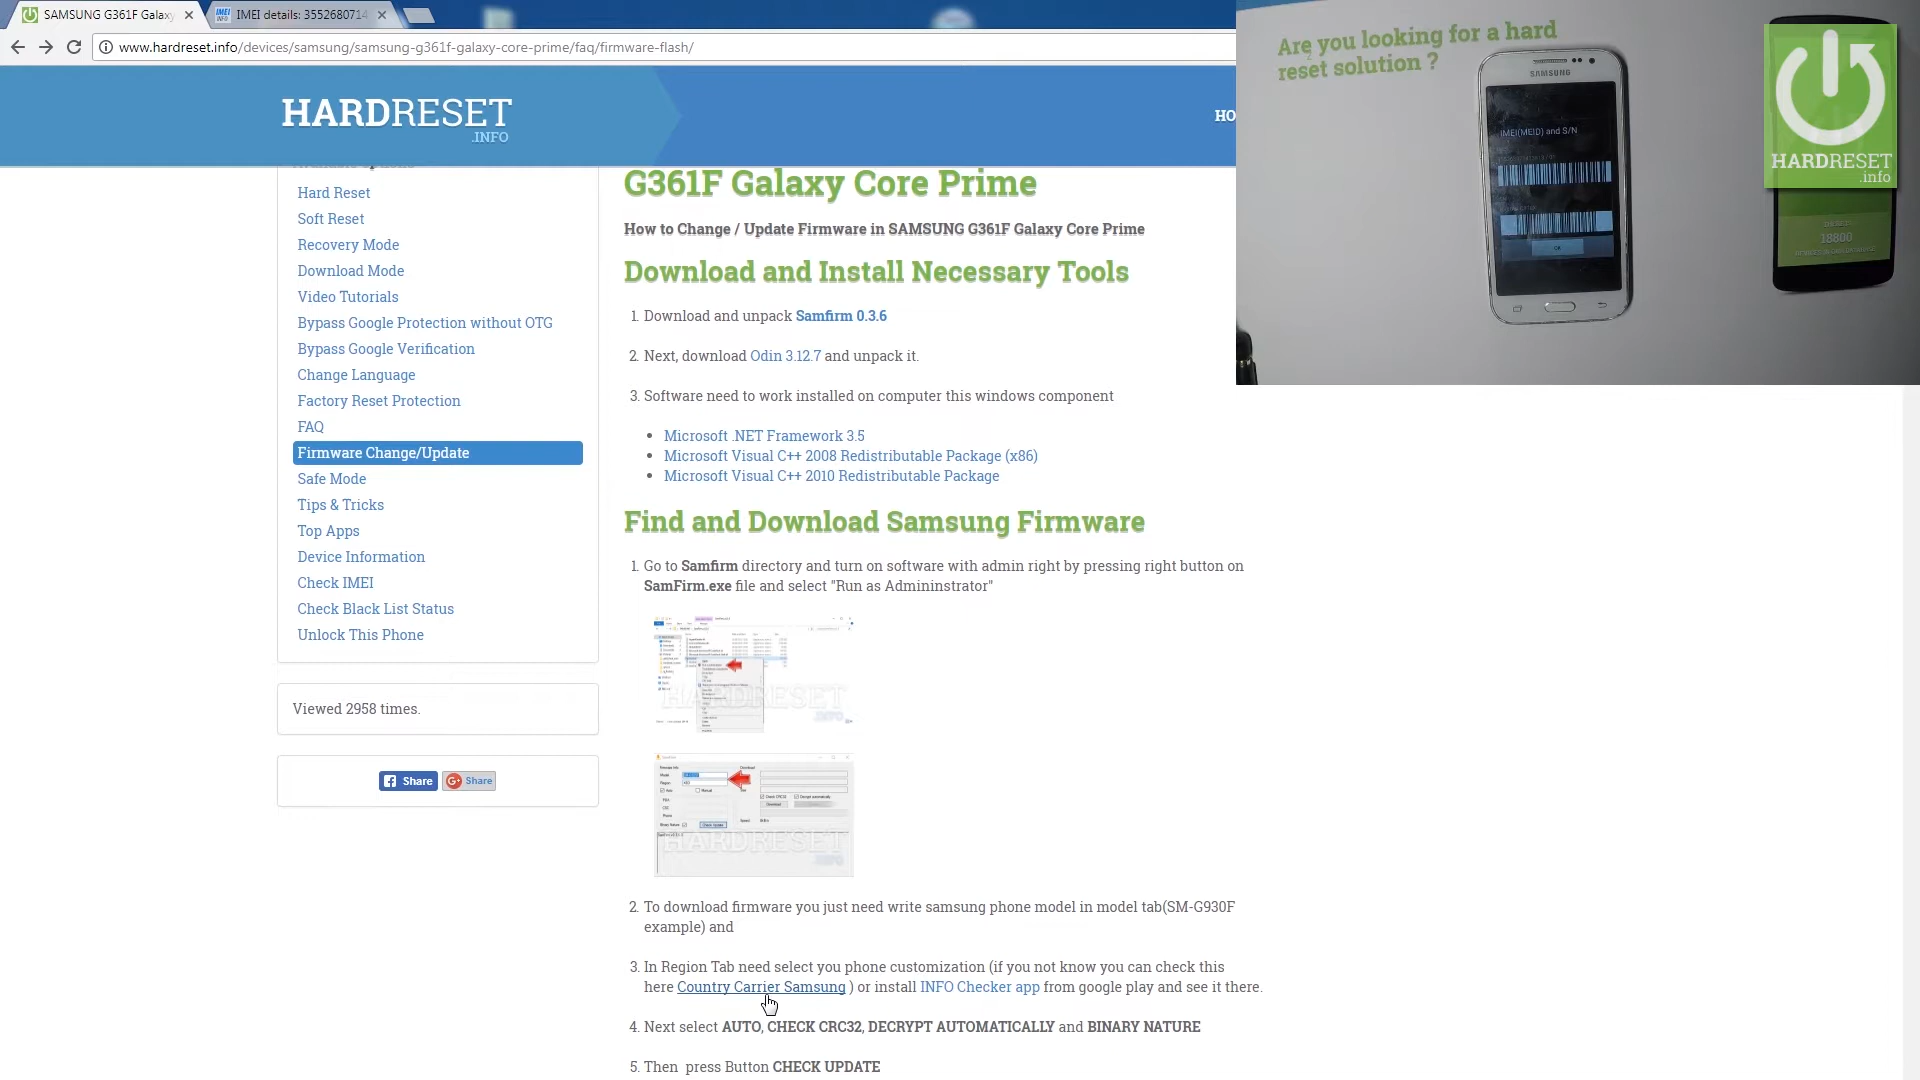 SAMSUNG G361F Galaxy
IMEI details: 3552680714
www.hardreset.info/devices/samsung/samsung-g361f-galaxy-core-prime/faq/firmware-flash/
HARDRESET
.INFO
HO
Are you looking for a hard
reset solution ?
SAMSUNG
IMEI(MEID) and S/N
OK
HARDRESET
.info
18800
Hard Reset
Soft Reset
Recovery Mode
Download Mode
Video Tutorials
Bypass Google Protection without OTG
Bypass Google Verification
Change Language
Factory Reset Protection
FAQ
Firmware Change/Update
Safe Mode
Tips & Tricks
Top Apps
Device Information
Check IMEI
Check Black List Status
Unlock This Phone
Viewed 2958 times.
Share
Share
G361F Galaxy Core Prime
How to Change / Update Firmware in SAMSUNG G361F Galaxy Core Prime
Download and Install Necessary Tools
1. Download and unpack Samfirm 0.3.6
2. Next, download Odin 3.12.7 and unpack it.
3. Software need to work installed on computer this windows component
• Microsoft .NET Framework 3.5
• Microsoft Visual C++ 2008 Redistributable Package (x86)
• Microsoft Visual C++ 2010 Redistributable Package
Find and Download Samsung Firmware
1. Go to Samfirm directory and turn on software with admin right by pressing right button on
SamFirm.exe file and select "Run as Admininstrator"
HARDRESET
.INFO
HARDRESET
.INFO
2. To download firmware you just need write samsung phone model in model tab(SM-G930F
example) and
3. In Region Tab need select you phone customization (if you not know you can check this
here Country Carrier Samsung ) or install INFO Checker app from google play and see it there.
4. Next select AUTO, CHECK CRC32, DECRYPT AUTOMATICALLY and BINARY NATURE
5. Then press Button CHECK UPDATE